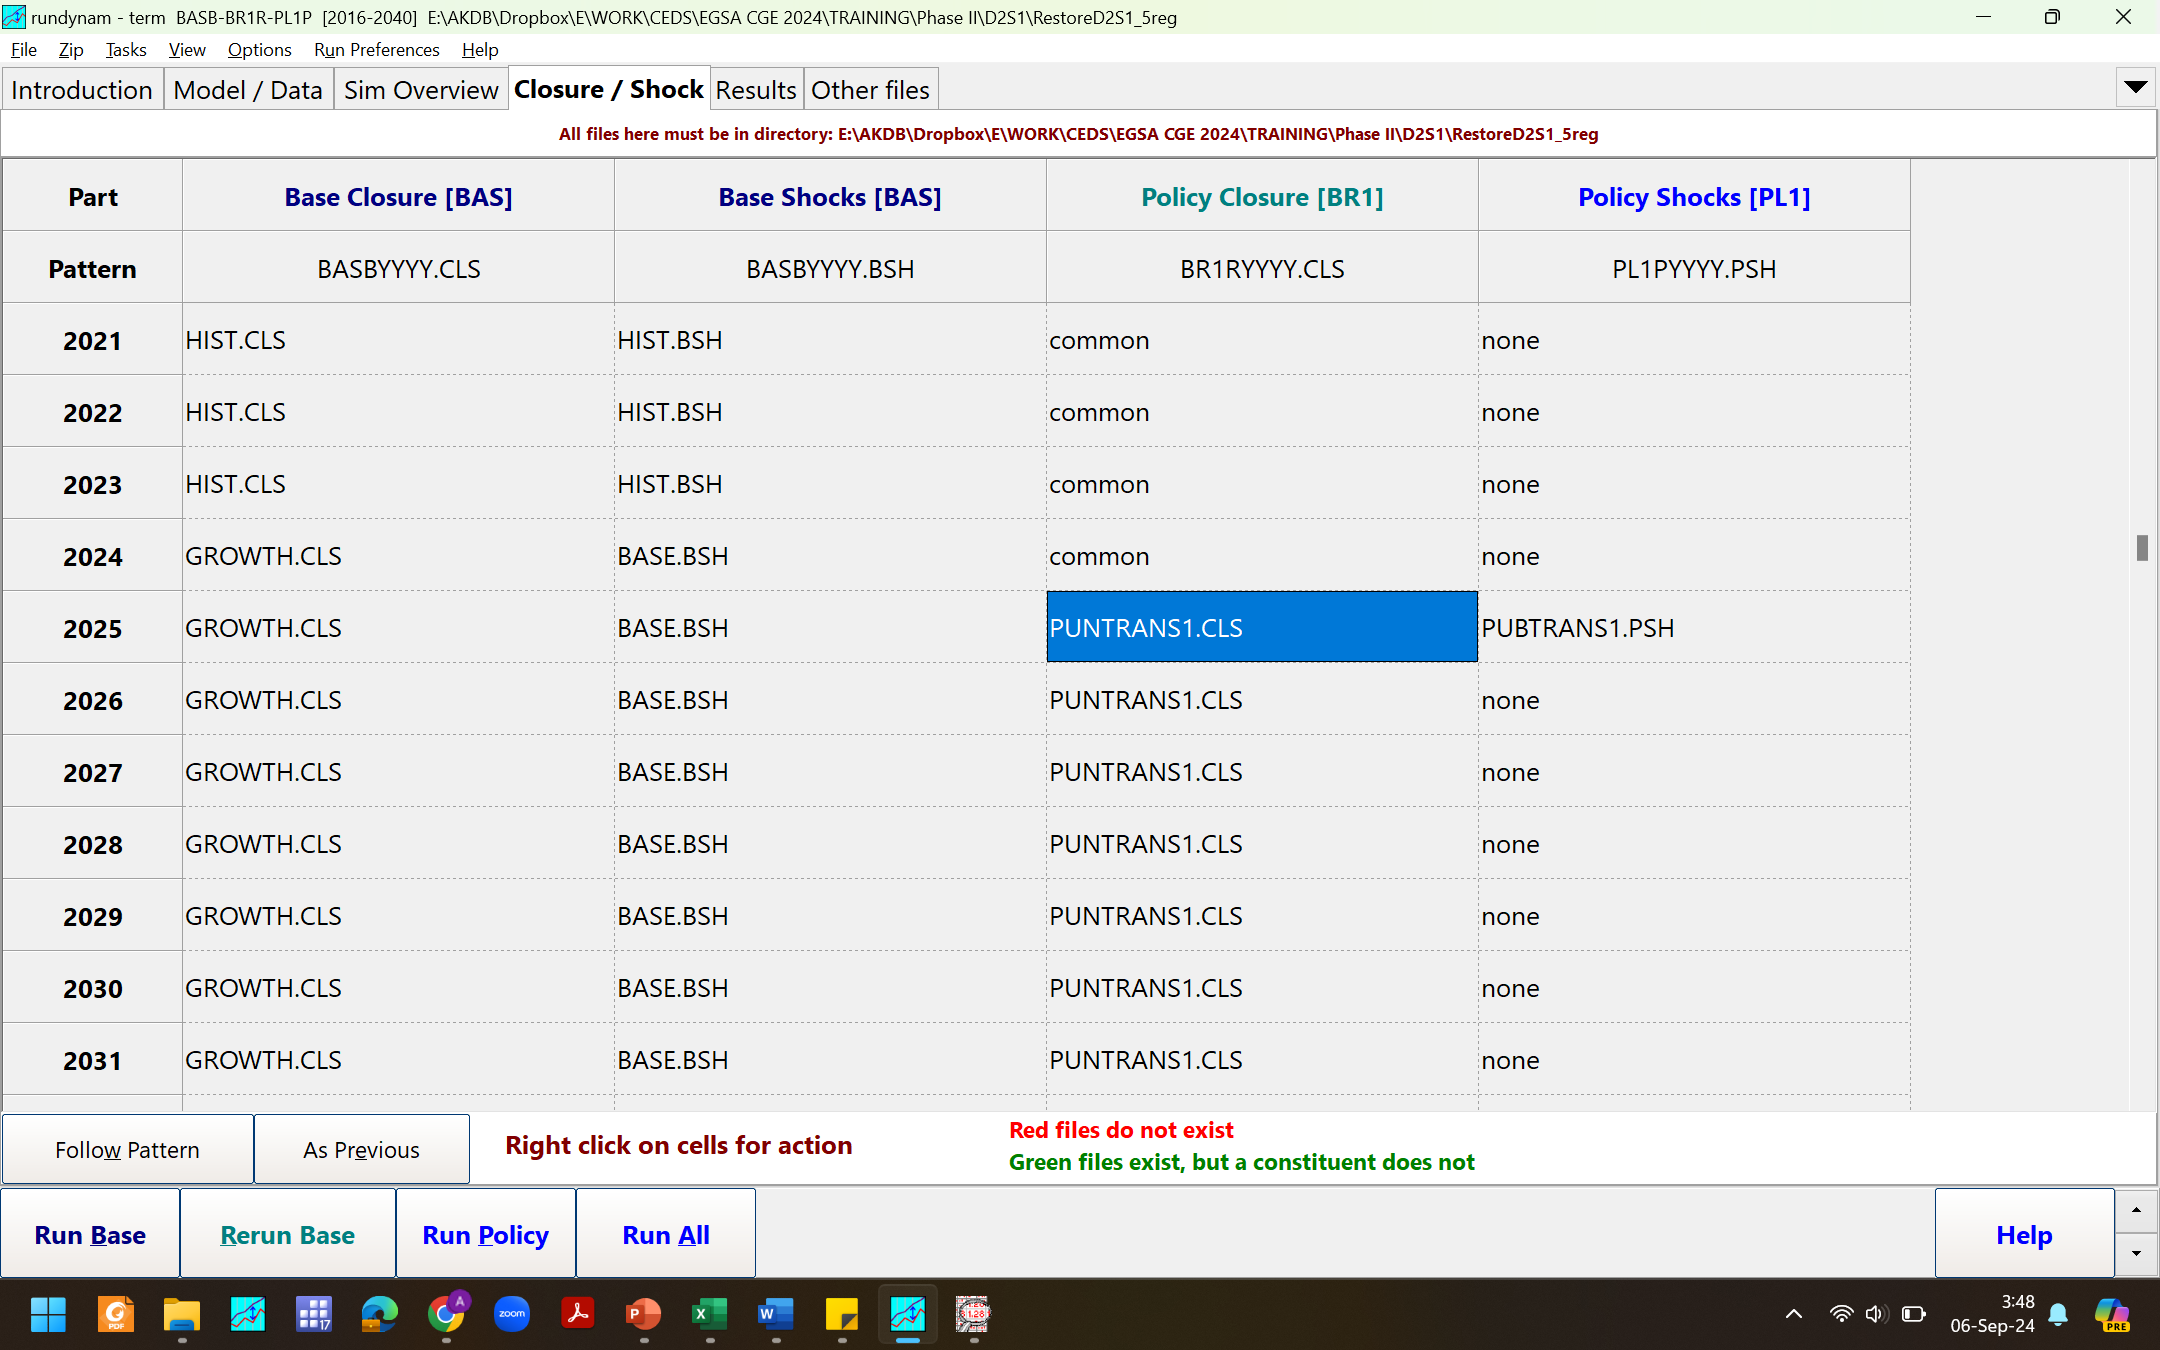 rundynam - term BASB-BR1R-PL1P [2016-2040] E:\AKDB\Dropbox\E\WORK\CEDS\EGSA CGE 2024\TRAINING\Phase II\D2S1\RestoreD2S1_5reg
File Zip Tasks View Options Run Preferences Help
Introduction Model / Data Sim Overview Closure / Shock Results Other files
All files here must be in directory: E:\AKDB\Dropbox\E\WORK\CEDS\EGSA CGE 2024\TRAINING\Phase II\D2S1\RestoreD2S1_5reg
Part Base Closure [BAS] Base Shocks [BAS] Policy Closure [BR1] Policy Shocks [PL1]
Pattern BASBYYYY.CLS BASBYYYY.BSH BR1RYYYY.CLS PL1PYYYY.PSH
2021 HIST.CLS HIST.BSH common none
2022 HIST.CLS HIST.BSH common none
2023 HIST.CLS HIST.BSH common none
2024 GROWTH.CLS BASE.BSH common none
2025 GROWTH.CLS BASE.BSH PUNTRANS1.CLS PUBTRANS1.PSH
2026 GROWTH.CLS BASE.BSH PUNTRANS1.CLS none
2027 GROWTH.CLS BASE.BSH PUNTRANS1.CLS none
2028 GROWTH.CLS BASE.BSH PUNTRANS1.CLS none
2029 GROWTH.CLS BASE.BSH PUNTRANS1.CLS none
2030 GROWTH.CLS BASE.BSH PUNTRANS1.CLS none
2031 GROWTH.CLS BASE.BSH PUNTRANS1.CLS none
Follow Pattern As Previous Right click on cells for action
Red files do not exist
Green files exist, but a constituent does not
Run Base Rerun Base Run Policy Run All Help
PDF 17 A zoom P X W PRE
3:48
06-Sep-24